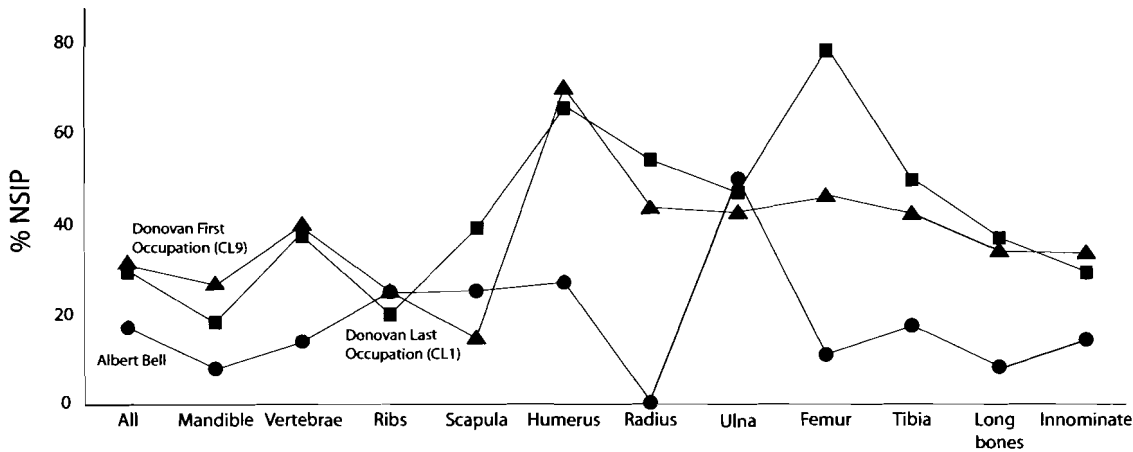 80
60
40
20
0
% NSIP
Donovan First
Occupation (CL9)
Donovan Last
Occupation (CL1)
Albert Bell
All Mandible Vertebrae Ribs Scapula Humerus Radius Ulna Femur Tibia Long Innominate
bones